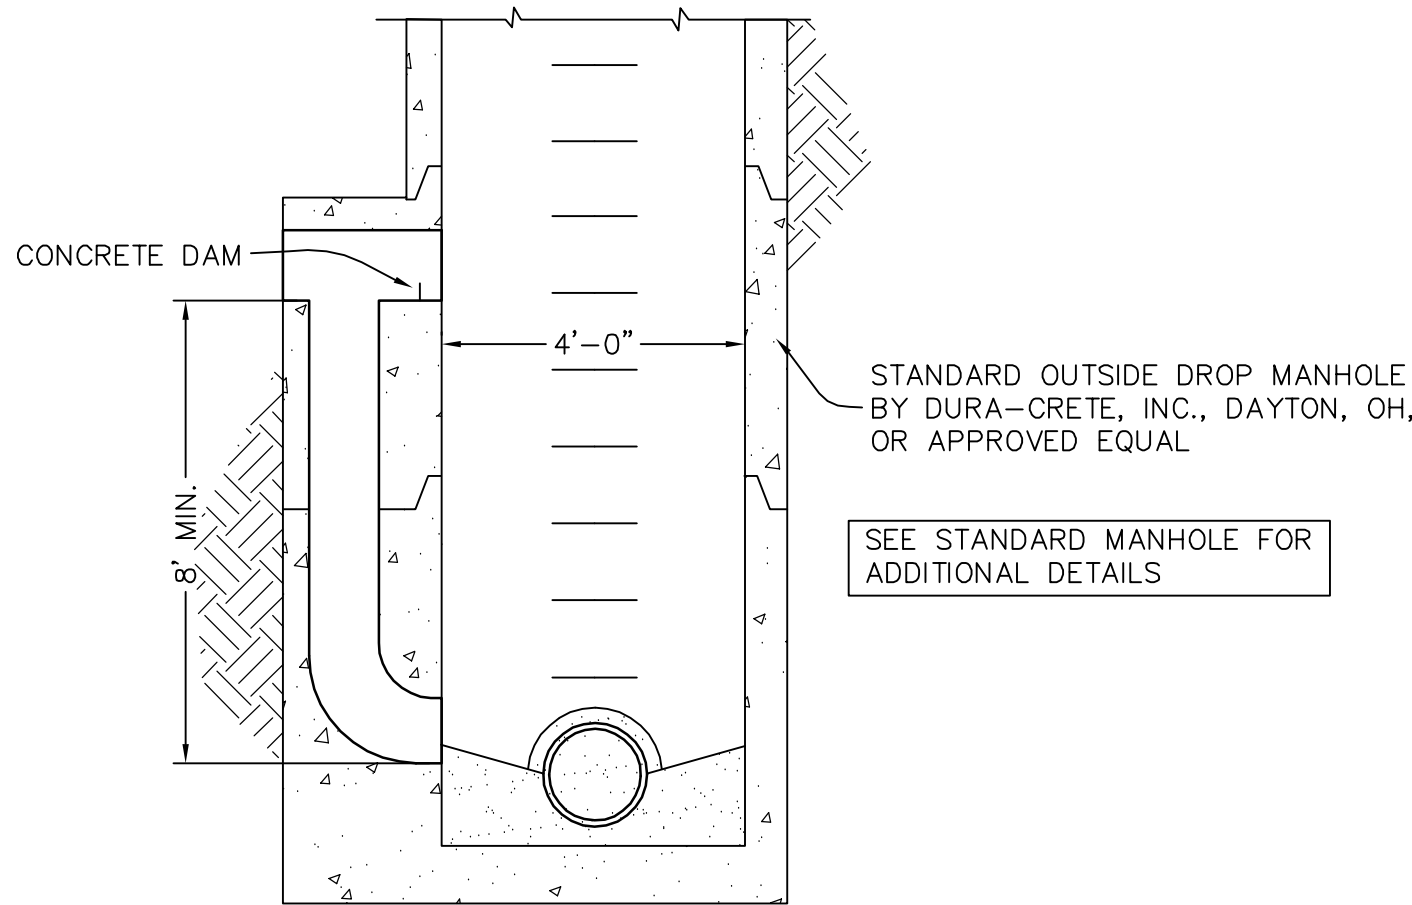 CONCRETE DAM
4'-0"
8' MIN.
STANDARD OUTSIDE DROP MANHOLE
BY DURA-CRETE, INC., DAYTON, OH,
OR APPROVED EQUAL
SEE STANDARD MANHOLE FOR
ADDITIONAL DETAILS